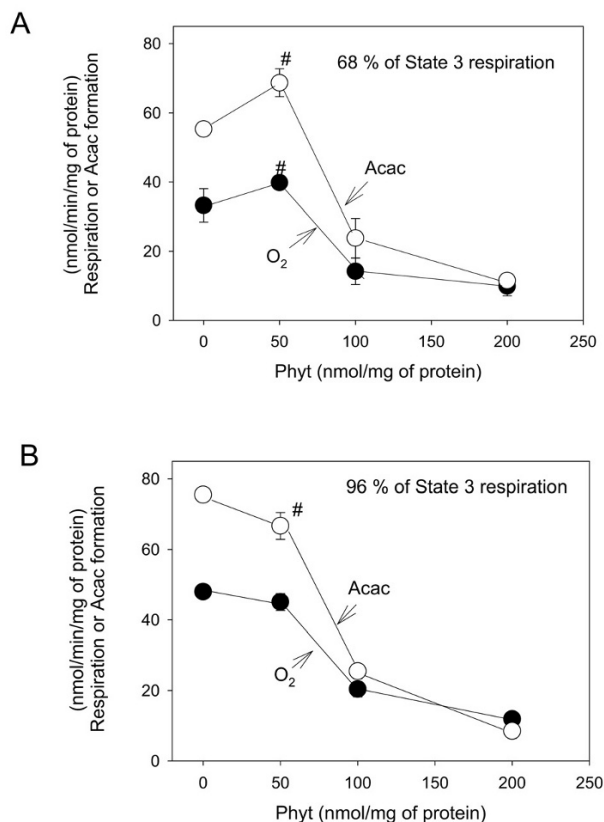 A
68 % of State 3 respiration
(nmol/min/mg of protein)
Respiration or Acac formation
80
60
40
20
0
#
#
Acac
O₂
0 50 100 150 200 250
Phyt (nmol/mg of protein)
B
96 % of State 3 respiration
(nmol/min/mg of protein)
Respiration or Acac formation
80
60
40
20
0
#
Acac
O₂
0 50 100 150 200 250
Phyt (nmol/mg of protein)